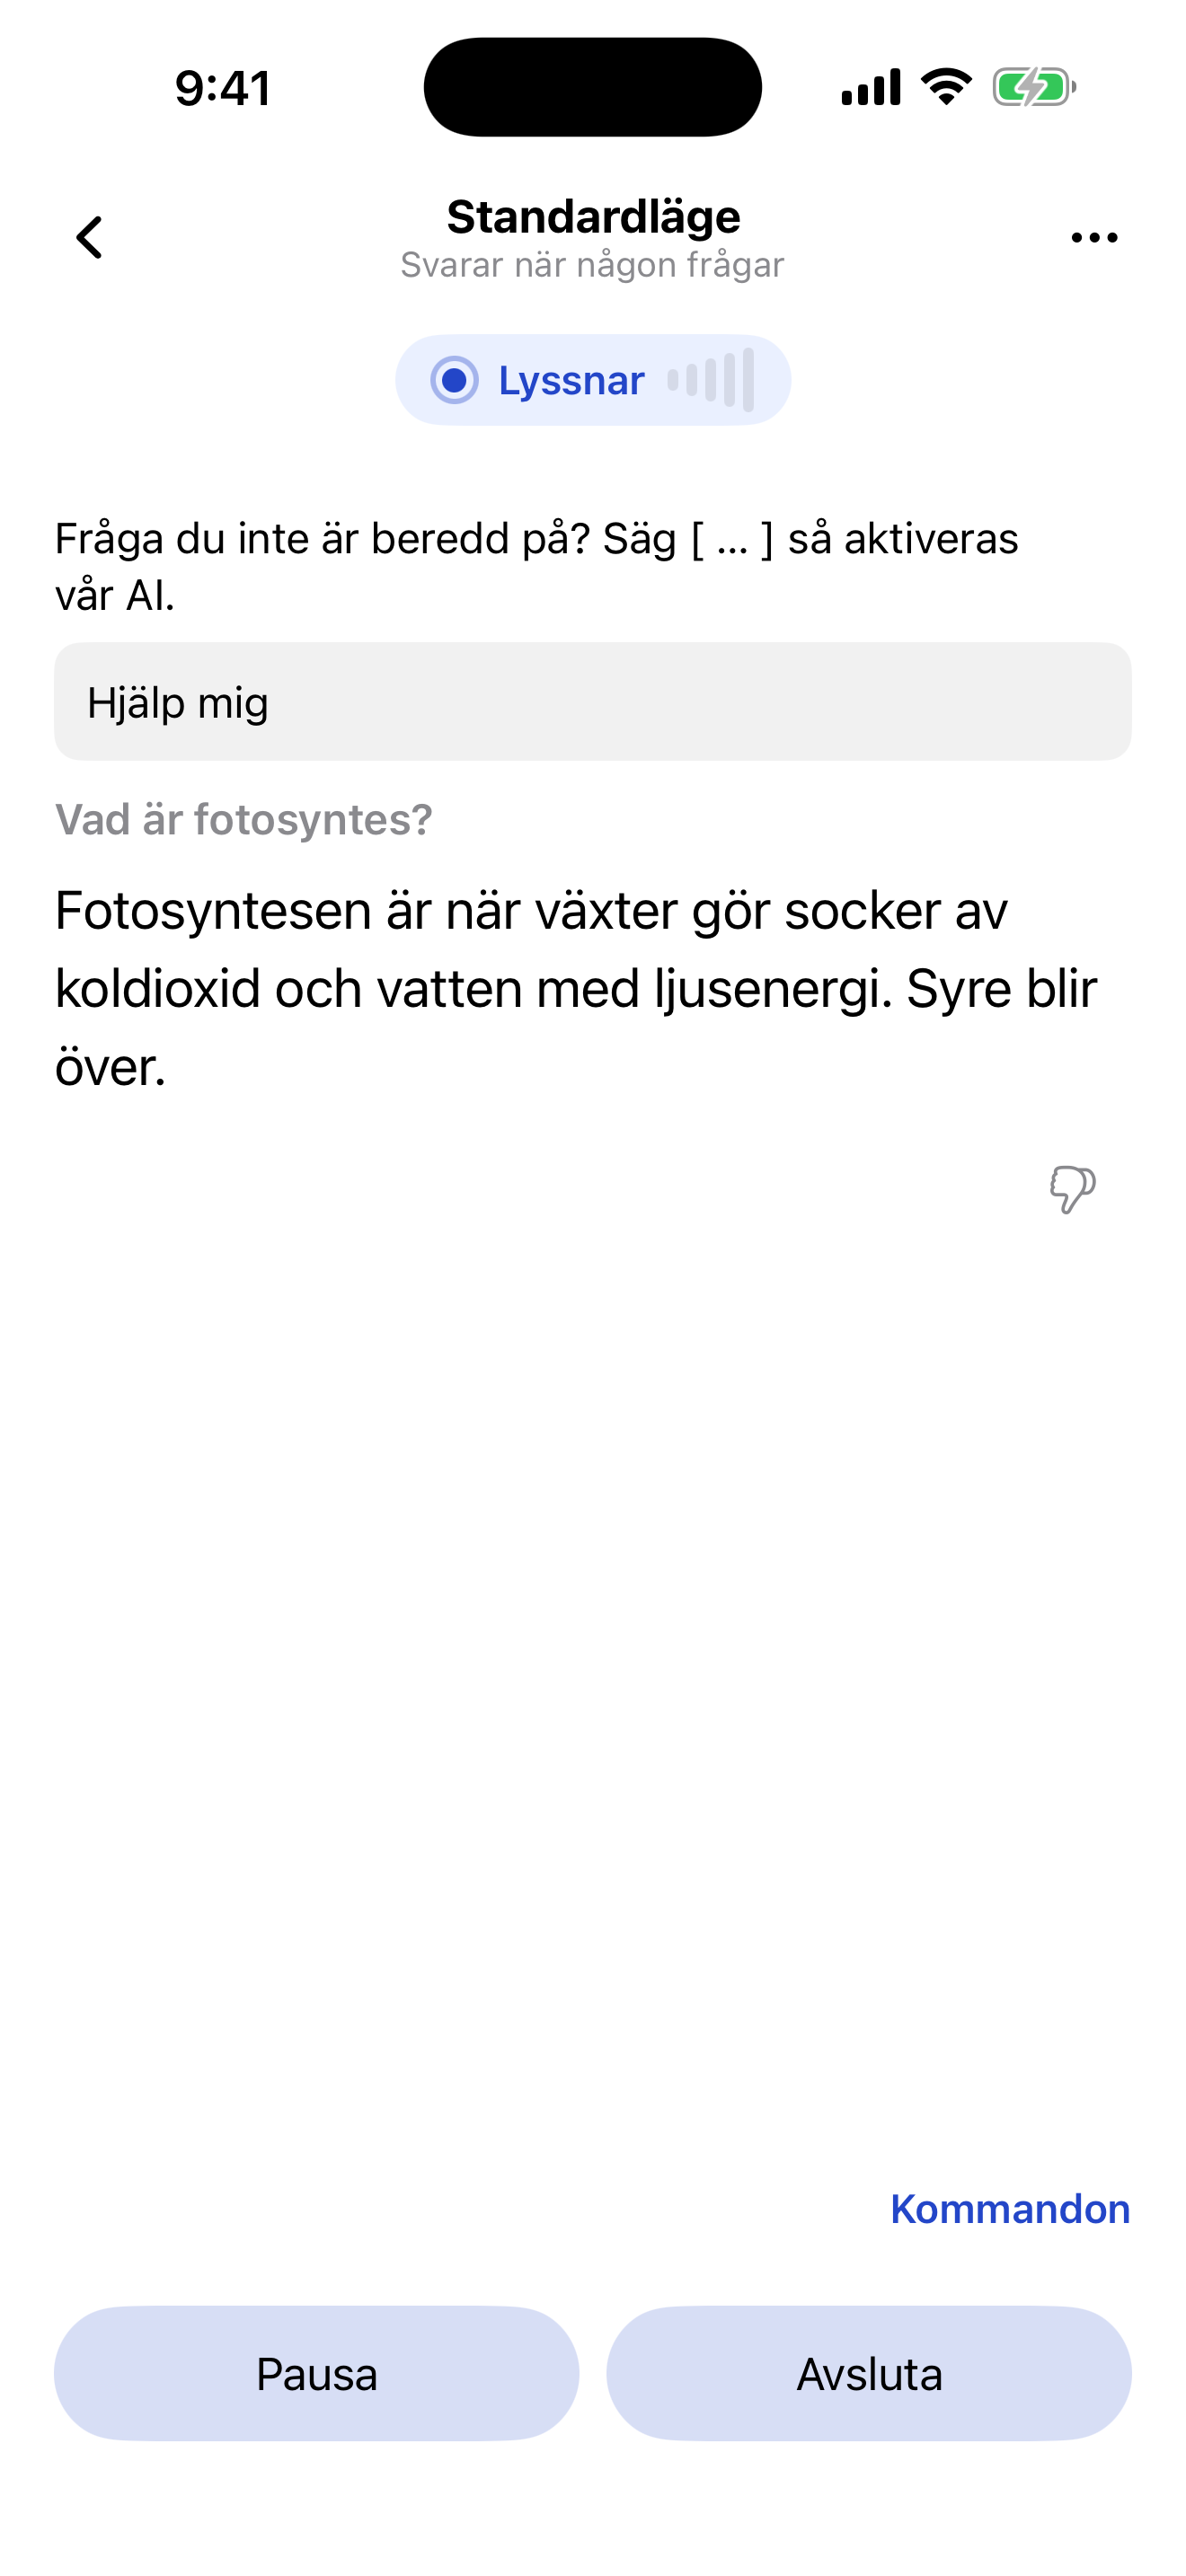 9:41
Standardläge
Svarar när någon frågar
Lyssnar
Fråga du inte är beredd på? Säg [ ... ] så aktiveras
vår AI.
Hjälp mig
Vad är fotosyntes?
Fotosyntesen är när växter gör socker av
koldioxid och vatten med ljusenergi. Syre blir
över.
Kommandon
Pausa
Avsluta